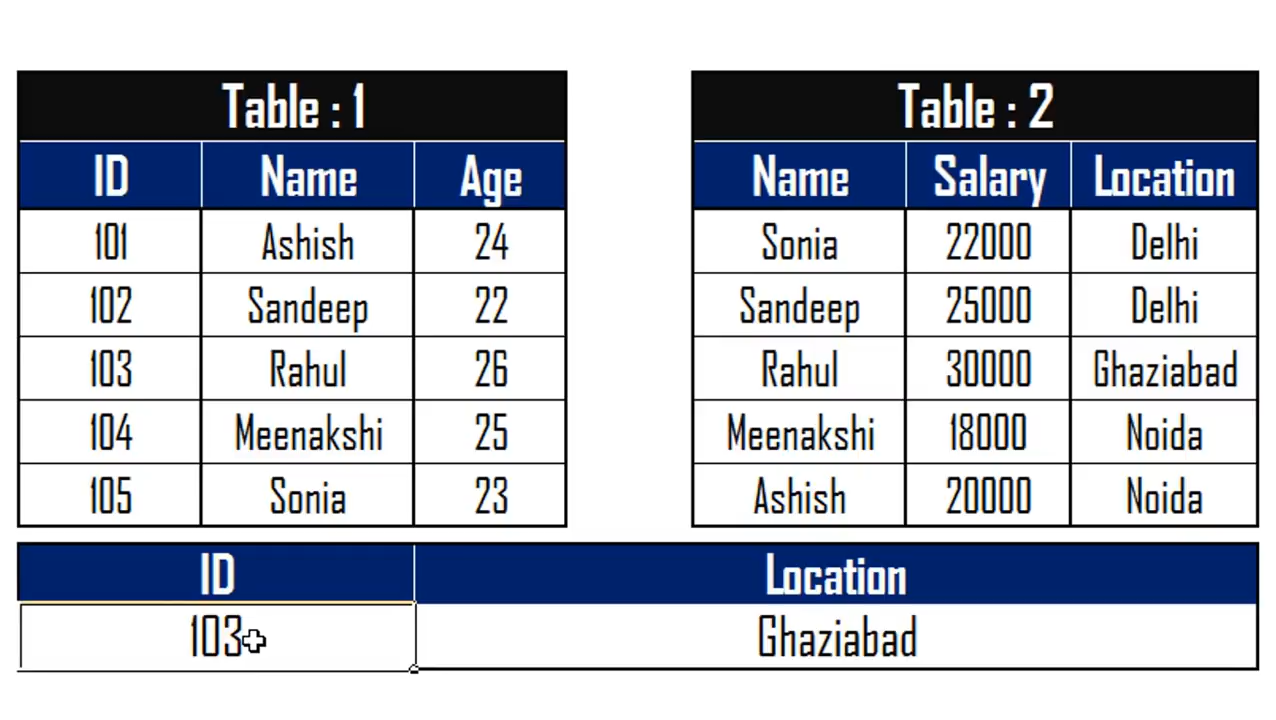 Table : 1
ID Name Age
101 Ashish 24
102 Sandeep 22
103 Rahul 26
104 Meenakshi 25
105 Sonia 23
Table : 2
Name Salary Location
Sonia 22000 Delhi
Sandeep 25000 Delhi
Rahul 30000 Ghaziabad
Meenakshi 18000 Noida
Ashish 20000 Noida
ID Location
103 Ghaziabad